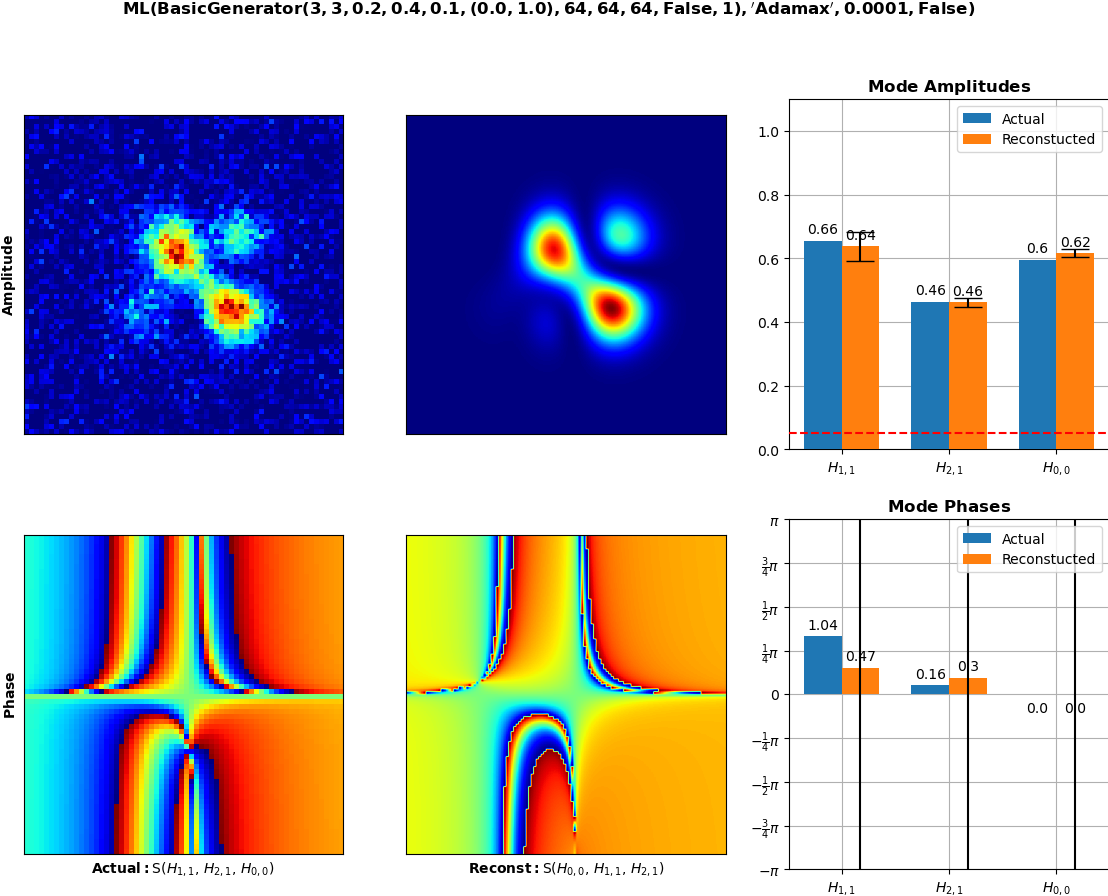 ML(BasicGenerator(3, 3, 0.2, 0.4, 0.1, (0.0, 1.0), 64, 64, 64, False, 1), ′Adamax′, 0.0001, False)
Mode Amplitudes
Amplitude
1.0
0.8
0.6
0.4
0.2
0.0
Actual
Reconstucted
0.66
0.64
0.46
0.46
0.6
0.62
H1,1
H2,1
H0,0
Mode Phases
Phase
π
3/4π
1/2π
1/4π
0
−1/4π
−1/2π
−3/4π
−π
Actual
Reconstucted
1.04
0.47
0.16
0.3
0.0
0.0
H1,1
H2,1
H0,0
Actual: S(H1,1, H2,1, H0,0)
Reconst: S(H0,0, H1,1, H2,1)